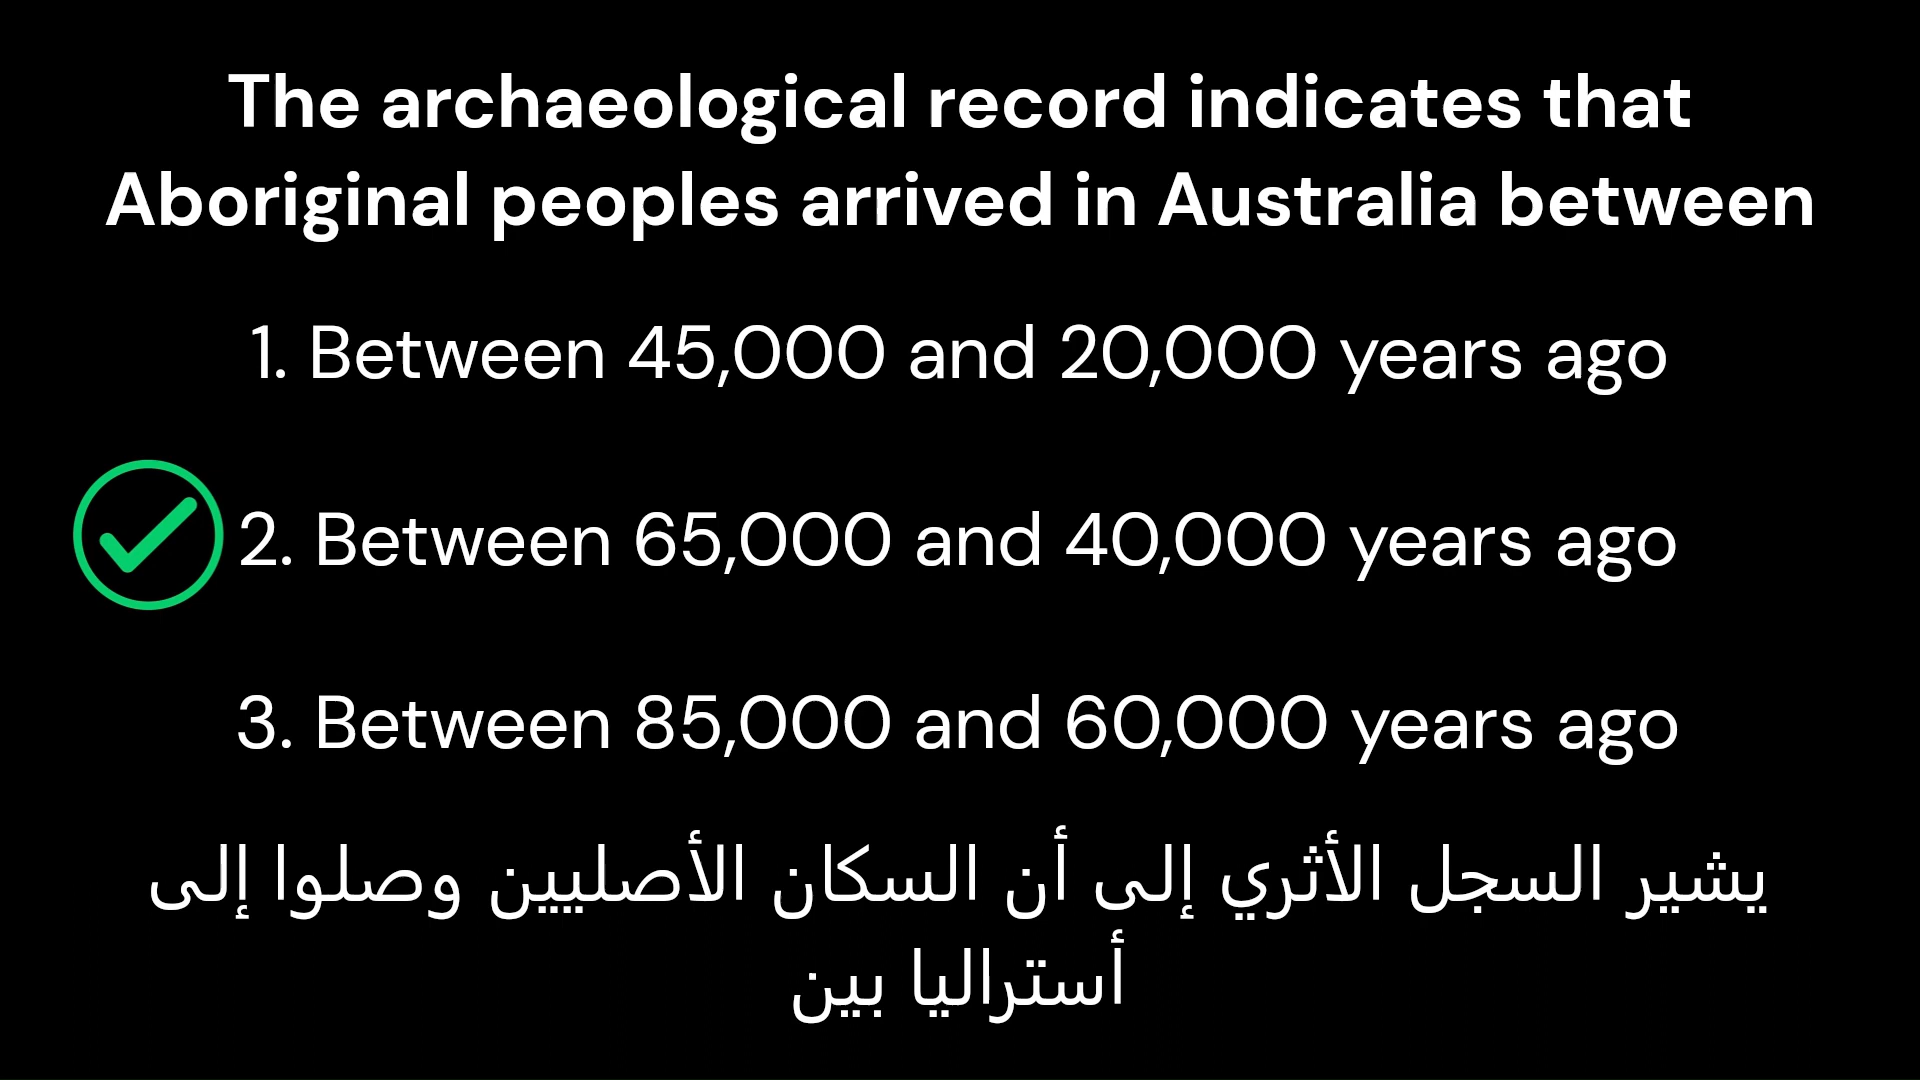 The archaeological record indicates that
Aboriginal peoples arrived in Australia between
1. Between 45,000 and 20,000 years ago
2. Between 65,000 and 40,000 years ago
3. Between 85,000 and 60,000 years ago
يشير السجل الأثري إلى أن السكان الأصليين وصلوا إلى
أستراليا بين